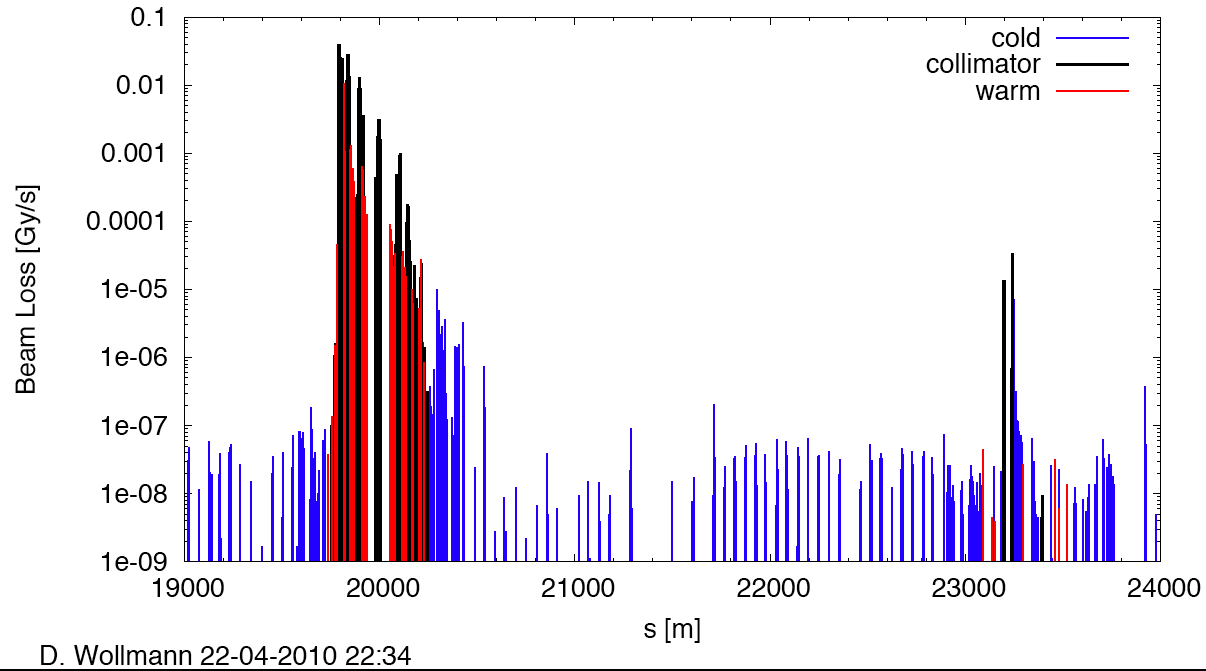 0.1
0.01
0.001
0.0001
1e-05
1e-06
1e-07
1e-08
1e-09
Beam Loss [Gy/s]
cold
collimator
warm
19000 20000 21000 22000 23000 24000
s [m]
D. Wollmann 22-04-2010 22:34